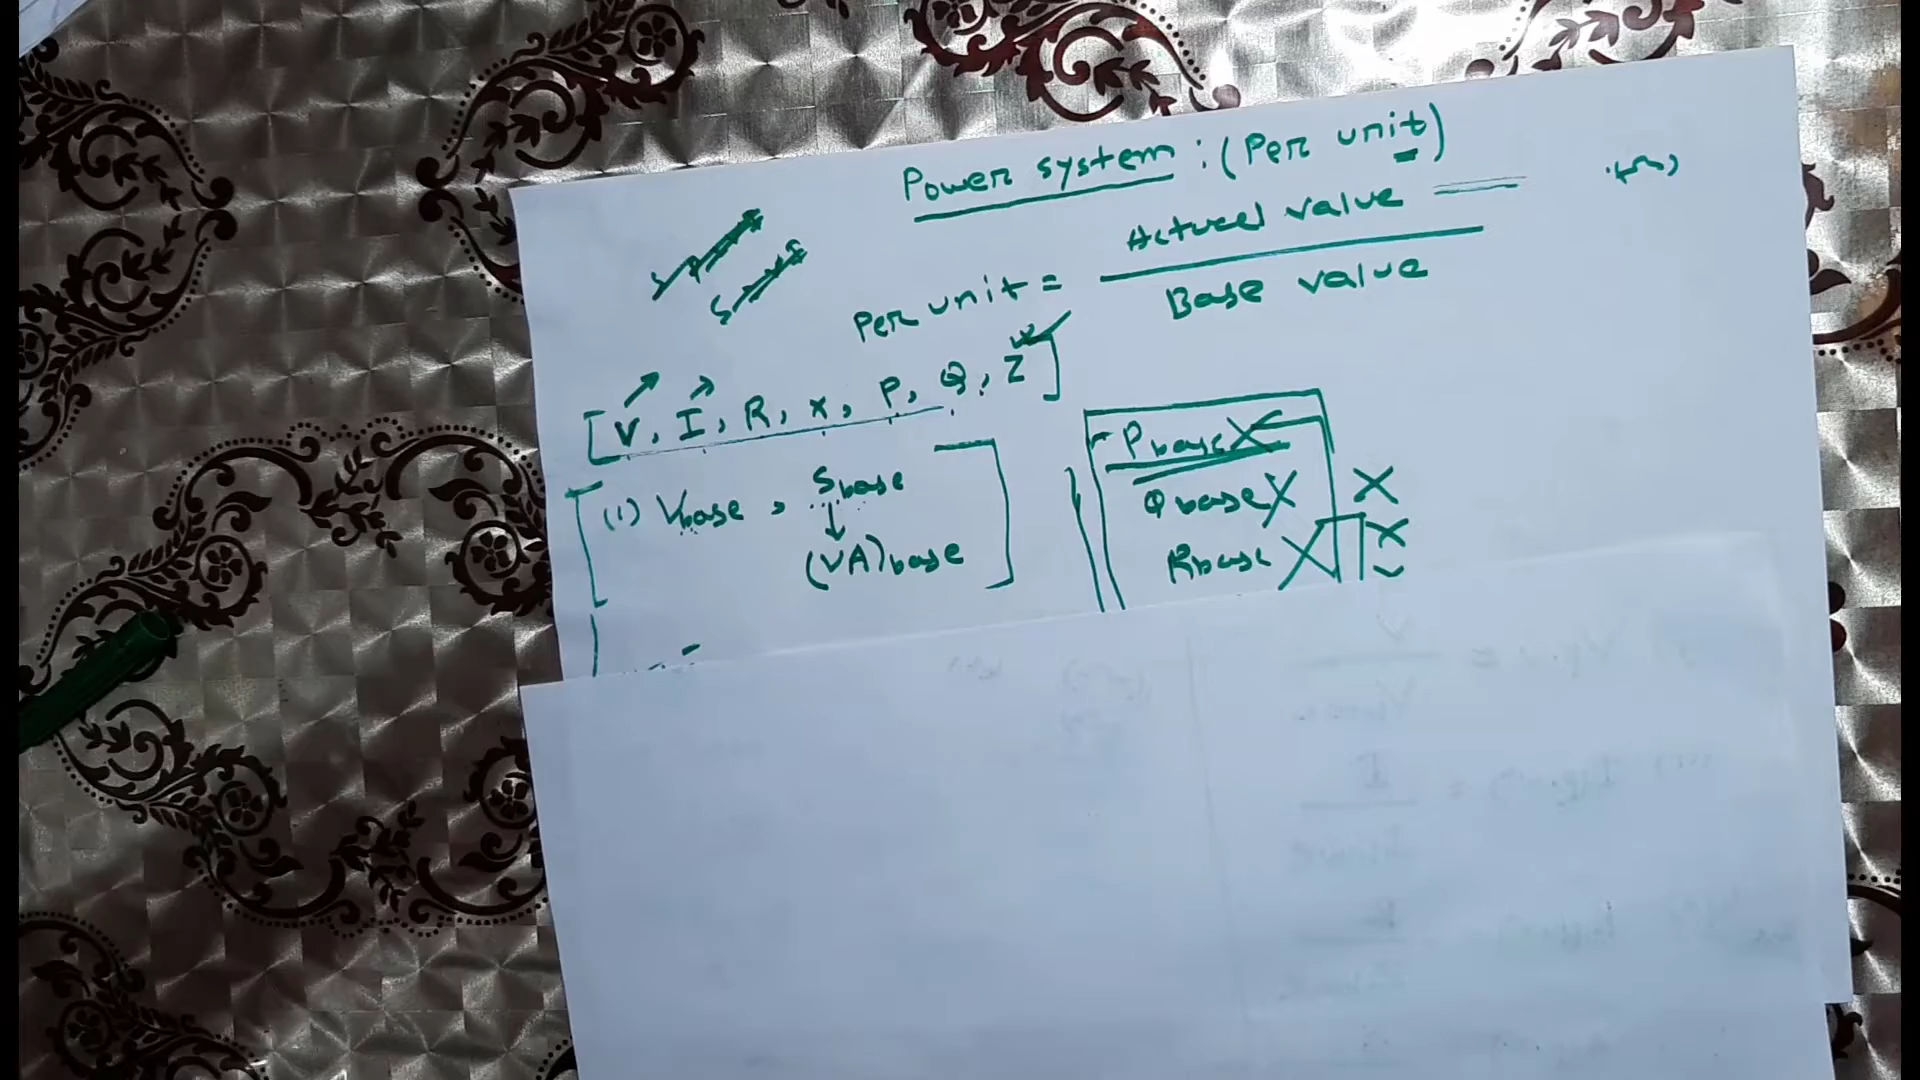 Power system : (Per unit)
Per unit = Actual value / Base value
[V, I, R, X, P, Q, Z]
(1) Vbase, Sbase
(VA)base
Pbase X
Qbase X X
Rbase X X